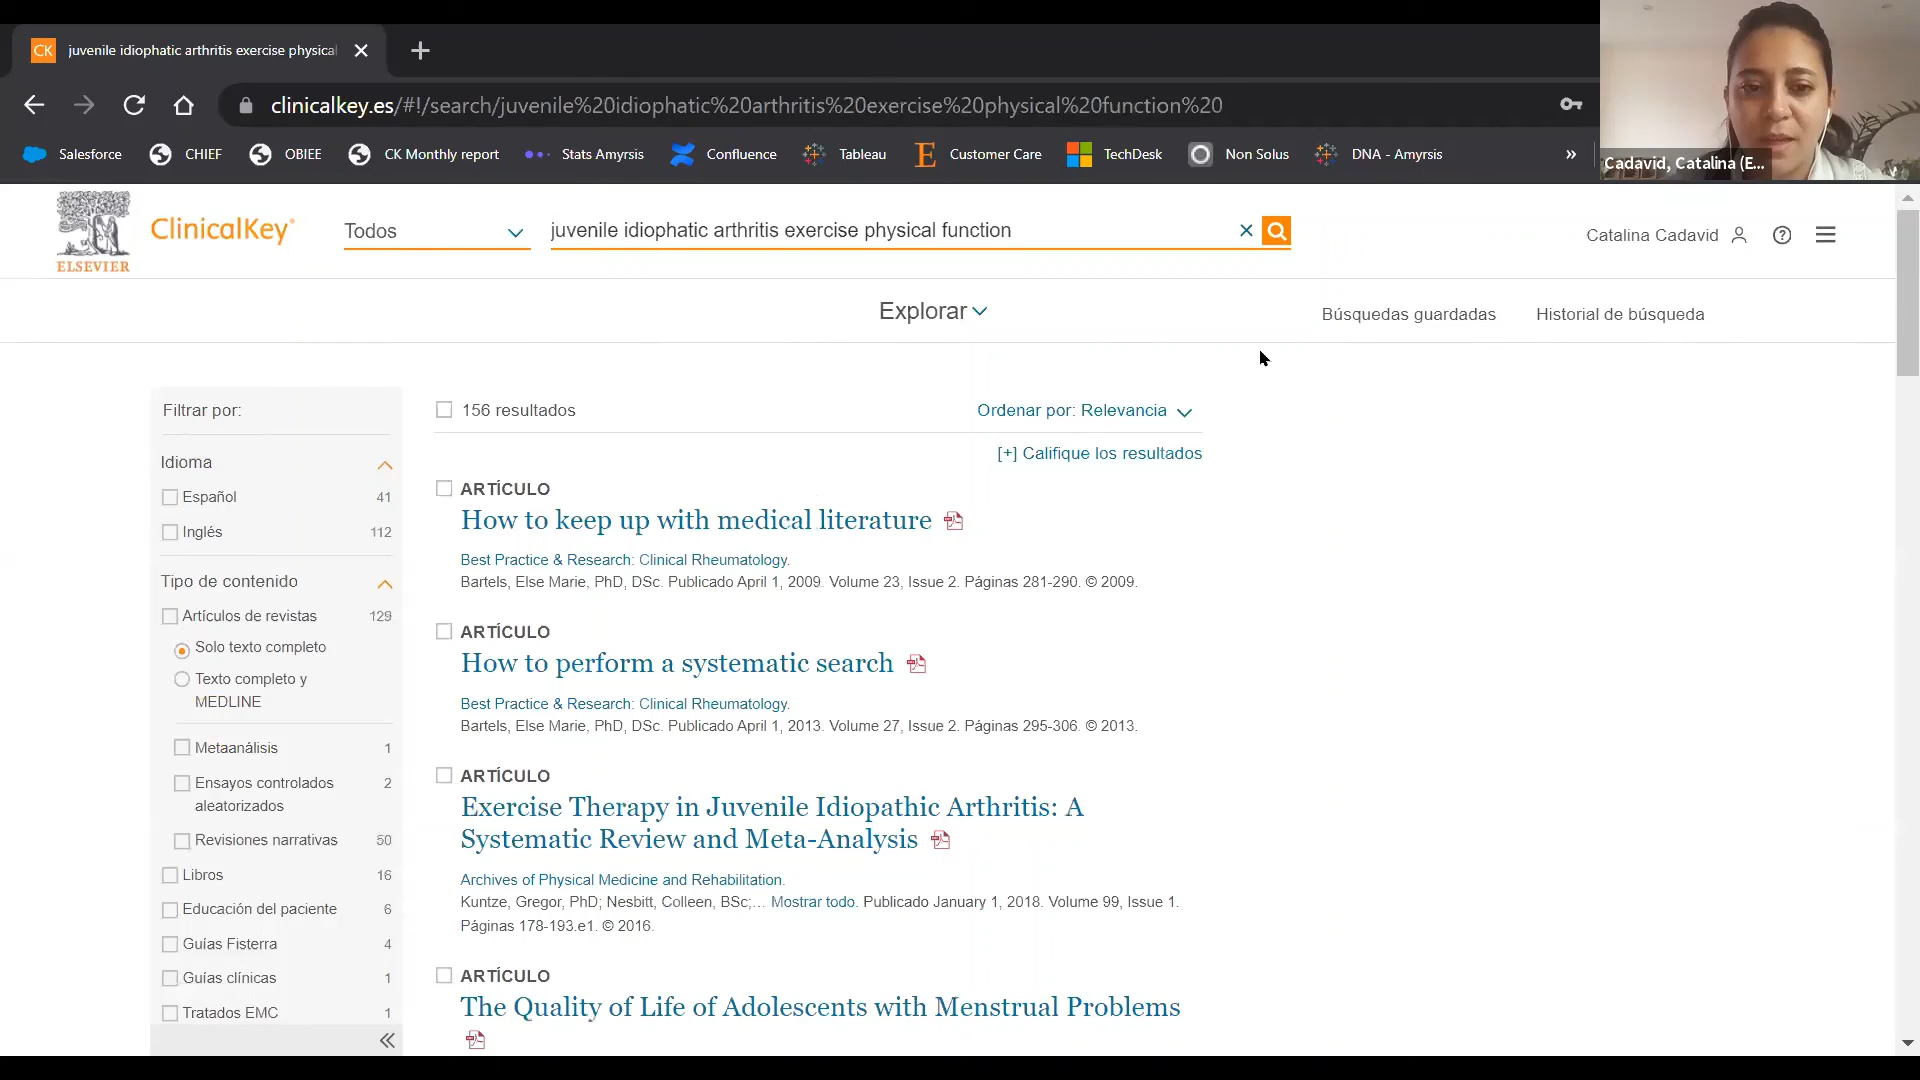 CK juvenile idiophatic arthritis exercise physical
clinicalkey.es/#!/search/juvenile%20idiophatic%20arthritis%20exercise%20physical%20function%20
Salesforce CHIEF OBIEE CK Monthly report Stats Amyrsis Confluence Tableau Customer Care TechDesk Non Solus DNA - Amyrsis »
Cadavid, Catalina (E...
ELSEVIER
ClinicalKey®
Todos
juvenile idiophatic arthritis exercise physical function
Catalina Cadavid
Explorar
Búsquedas guardadas
Historial de búsqueda
Filtrar por:
Idioma
Español 41
Inglés 112
Tipo de contenido
Artículos de revistas 129
Solo texto completo
Texto completo y
MEDLINE
Metaanálisis 1
Ensayos controlados 2
aleatorizados
Revisiones narrativas 50
Libros 16
Educación del paciente 6
Guías Fisterra 4
Guías clínicas 1
Tratados EMC 1
156 resultados
Ordenar por: Relevancia
[+] Califique los resultados
ARTÍCULO
How to keep up with medical literature
Best Practice & Research: Clinical Rheumatology.
Bartels, Else Marie, PhD, DSc. Publicado April 1, 2009. Volume 23, Issue 2. Páginas 281-290. © 2009.
ARTÍCULO
How to perform a systematic search
Best Practice & Research: Clinical Rheumatology.
Bartels, Else Marie, PhD, DSc. Publicado April 1, 2013. Volume 27, Issue 2. Páginas 295-306. © 2013.
ARTÍCULO
Exercise Therapy in Juvenile Idiopathic Arthritis: A
Systematic Review and Meta-Analysis
Archives of Physical Medicine and Rehabilitation.
Kuntze, Gregor, PhD; Nesbitt, Colleen, BSc;... Mostrar todo. Publicado January 1, 2018. Volume 99, Issue 1.
Páginas 178-193.e1. © 2016.
ARTÍCULO
The Quality of Life of Adolescents with Menstrual Problems